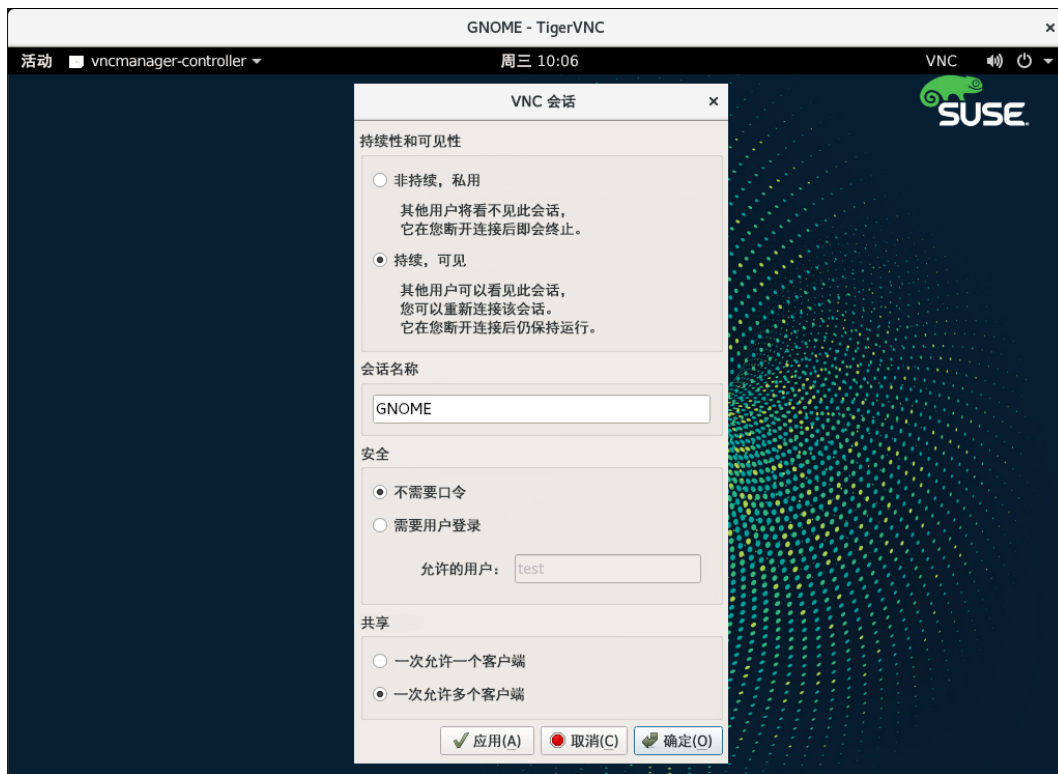 GNOME - TigerVNC
活动 vncmanager-controller 周三 10:06 VNC
SUSE
VNC 会话
持续性和可见性
非持续，私用
其他用户将看不见此会话，
它在您断开连接后即会终止。
持续，可见
其他用户可以看见此会话，
您可以重新连接该会话。
它在您断开连接后仍保持运行。
会话名称
GNOME
安全
不需要口令
需要用户登录
允许的用户： test
共享
一次允许一个客户端
一次允许多个客户端
应用(A) 取消(C) 确定(O)